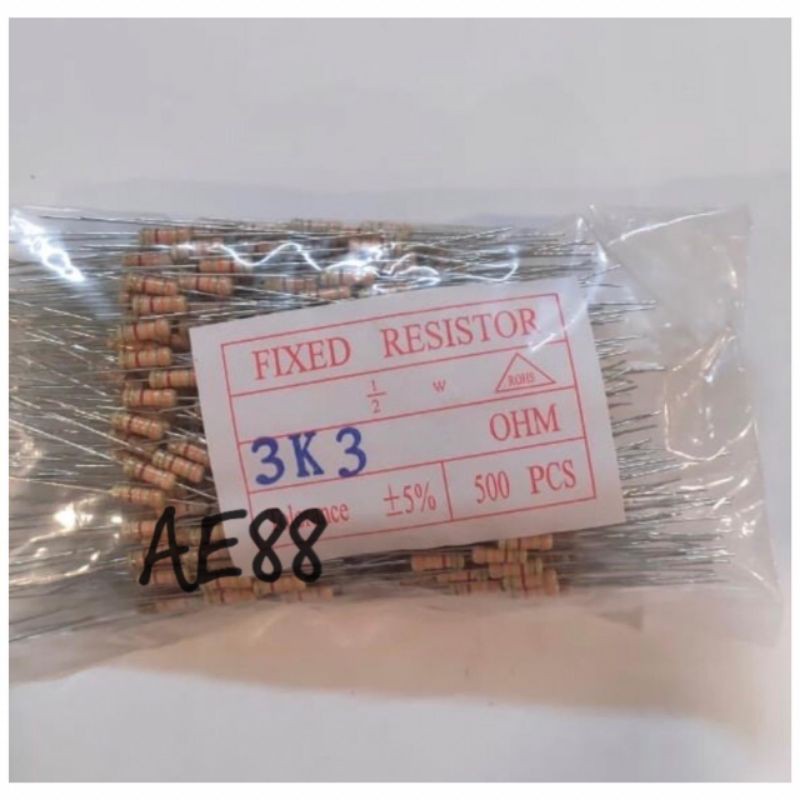 FIXED RESISTOR
1/2 W ROHS
3K3 OHM
±5% 500 PCS
AE88